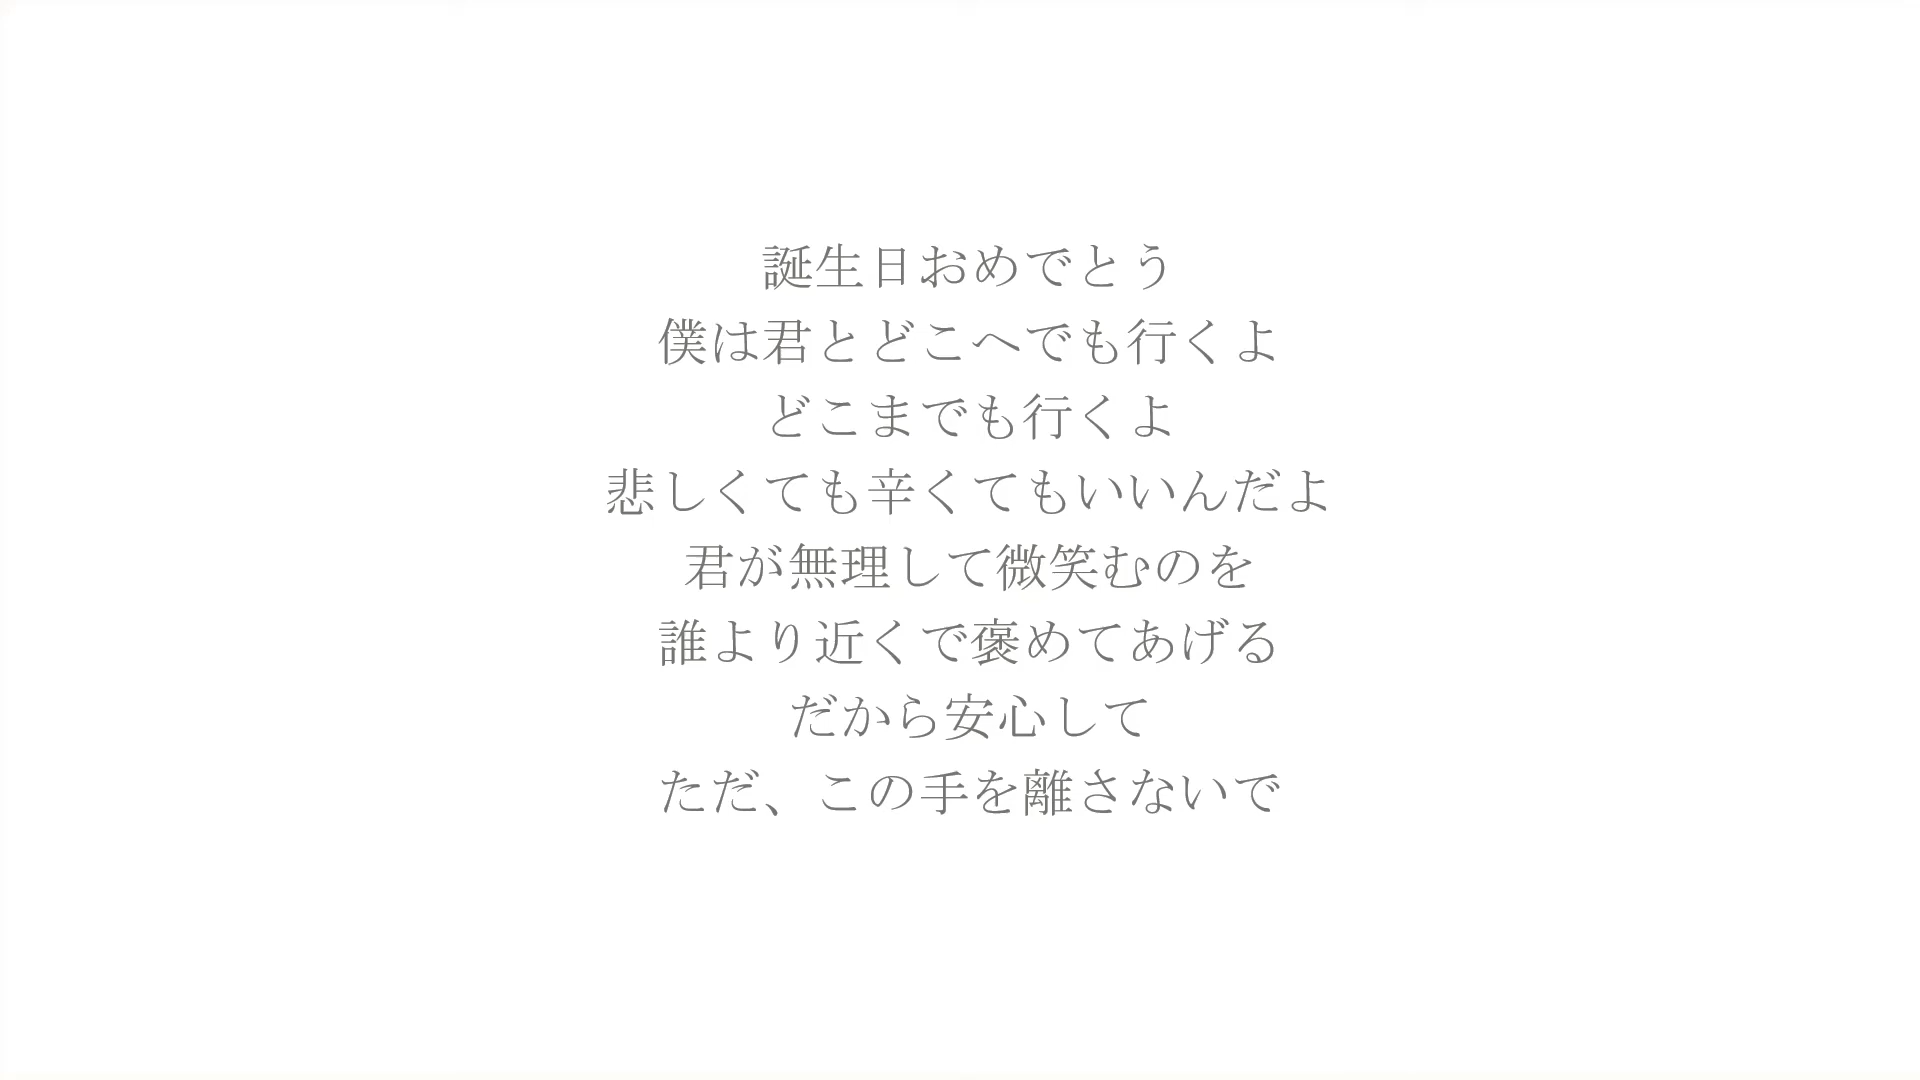 誕生日おめでとう
僕は君とどこへでも行くよ
どこまでも行くよ
悲しくても辛くてもいいんだよ
君が無理して微笑むのを
誰より近くで褒めてあげる
だから安心して
ただ、この手を離さないで